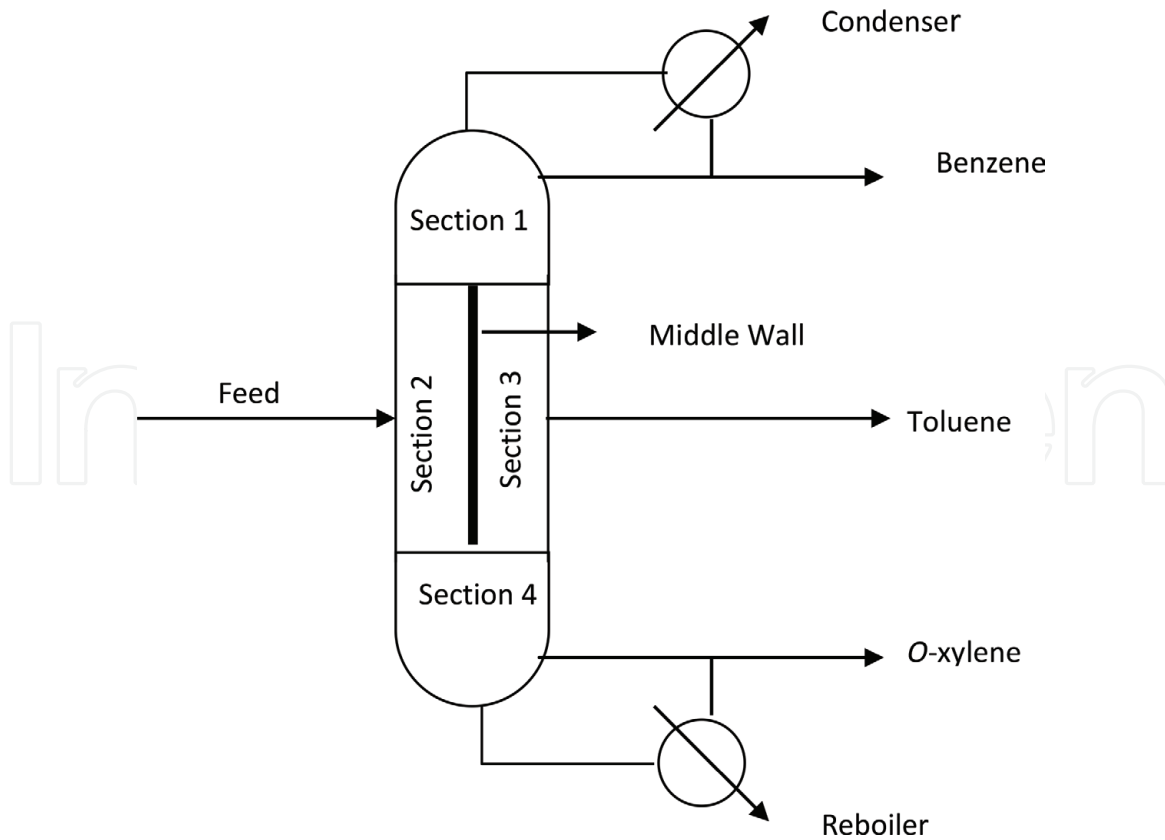 Condenser
Benzene
Section 1
Middle Wall
Feed
Section 2
Section 3
Toluene
Section 4
O-xylene
Reboiler